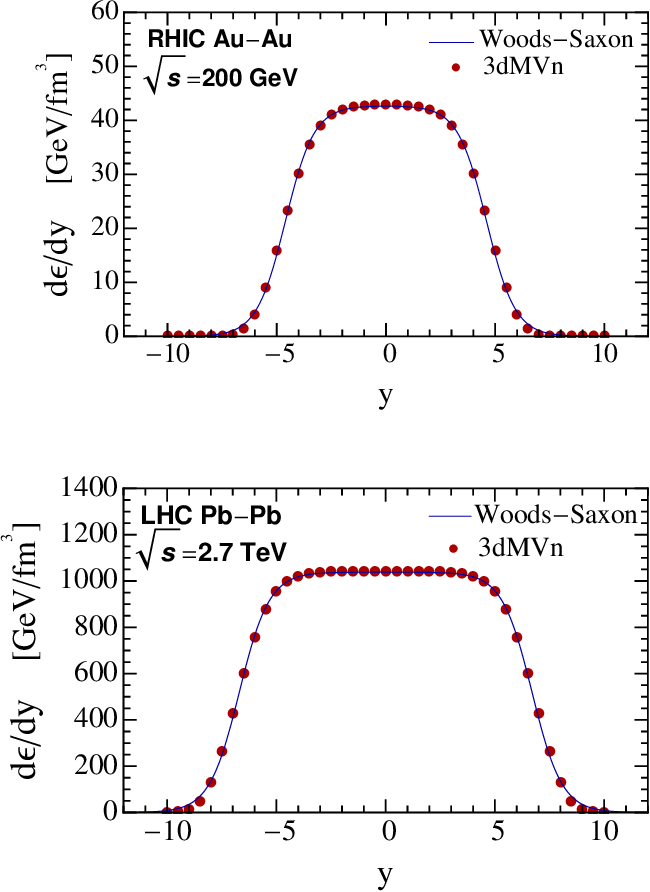 60
50
40
30
20
10
0
dϵ/dy [GeV/fm³]
RHIC Au−Au
√s =200 GeV
Woods−Saxon
3dMVn
−10 −5 0 5 10
y
1400
1200
1000
800
600
400
200
0
dϵ/dy [GeV/fm³]
LHC Pb−Pb
√s =2.7 TeV
Woods−Saxon
3dMVn
−10 −5 0 5 10
y